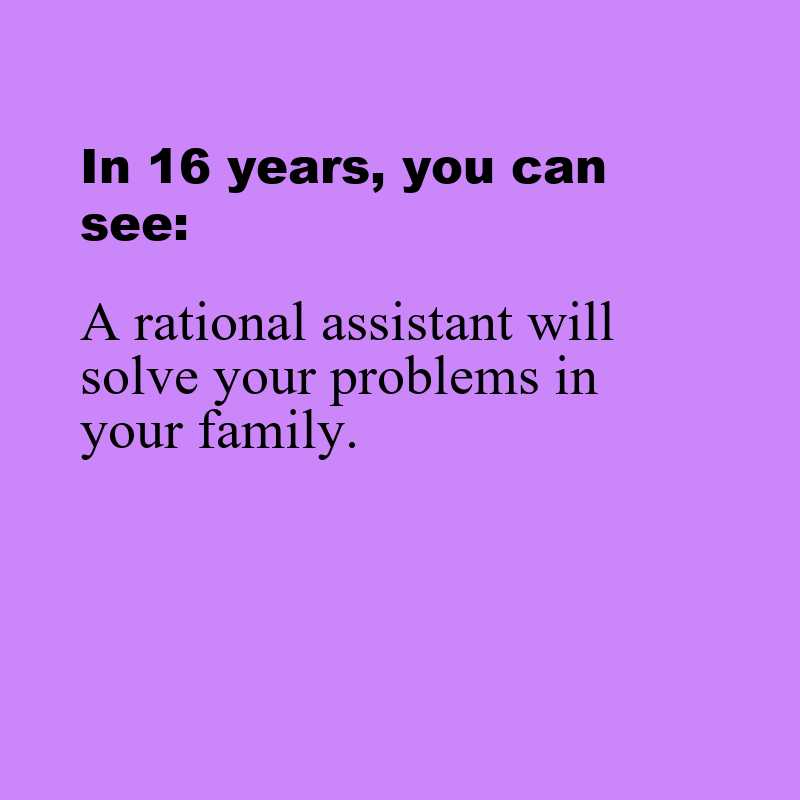 In 16 years, you can
see:
A rational assistant will
solve your problems in
your family.